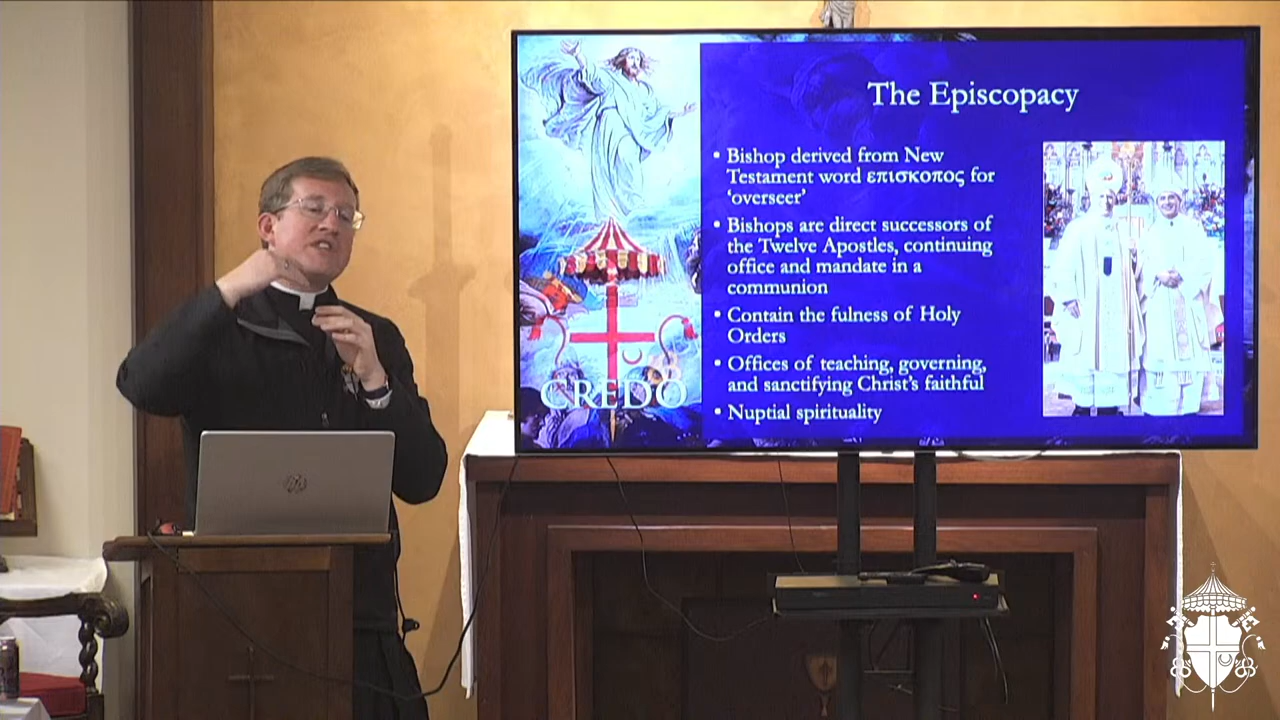 The Episcopacy
• Bishop derived from New
Testament word επισκοπος for
'overseer'
• Bishops are direct successors of
the Twelve Apostles, continuing
office and mandate in a
communion
• Contain the fulness of Holy
Orders
• Offices of teaching, governing,
and sanctifying Christ's faithful
• Nuptial spirituality
CREDO